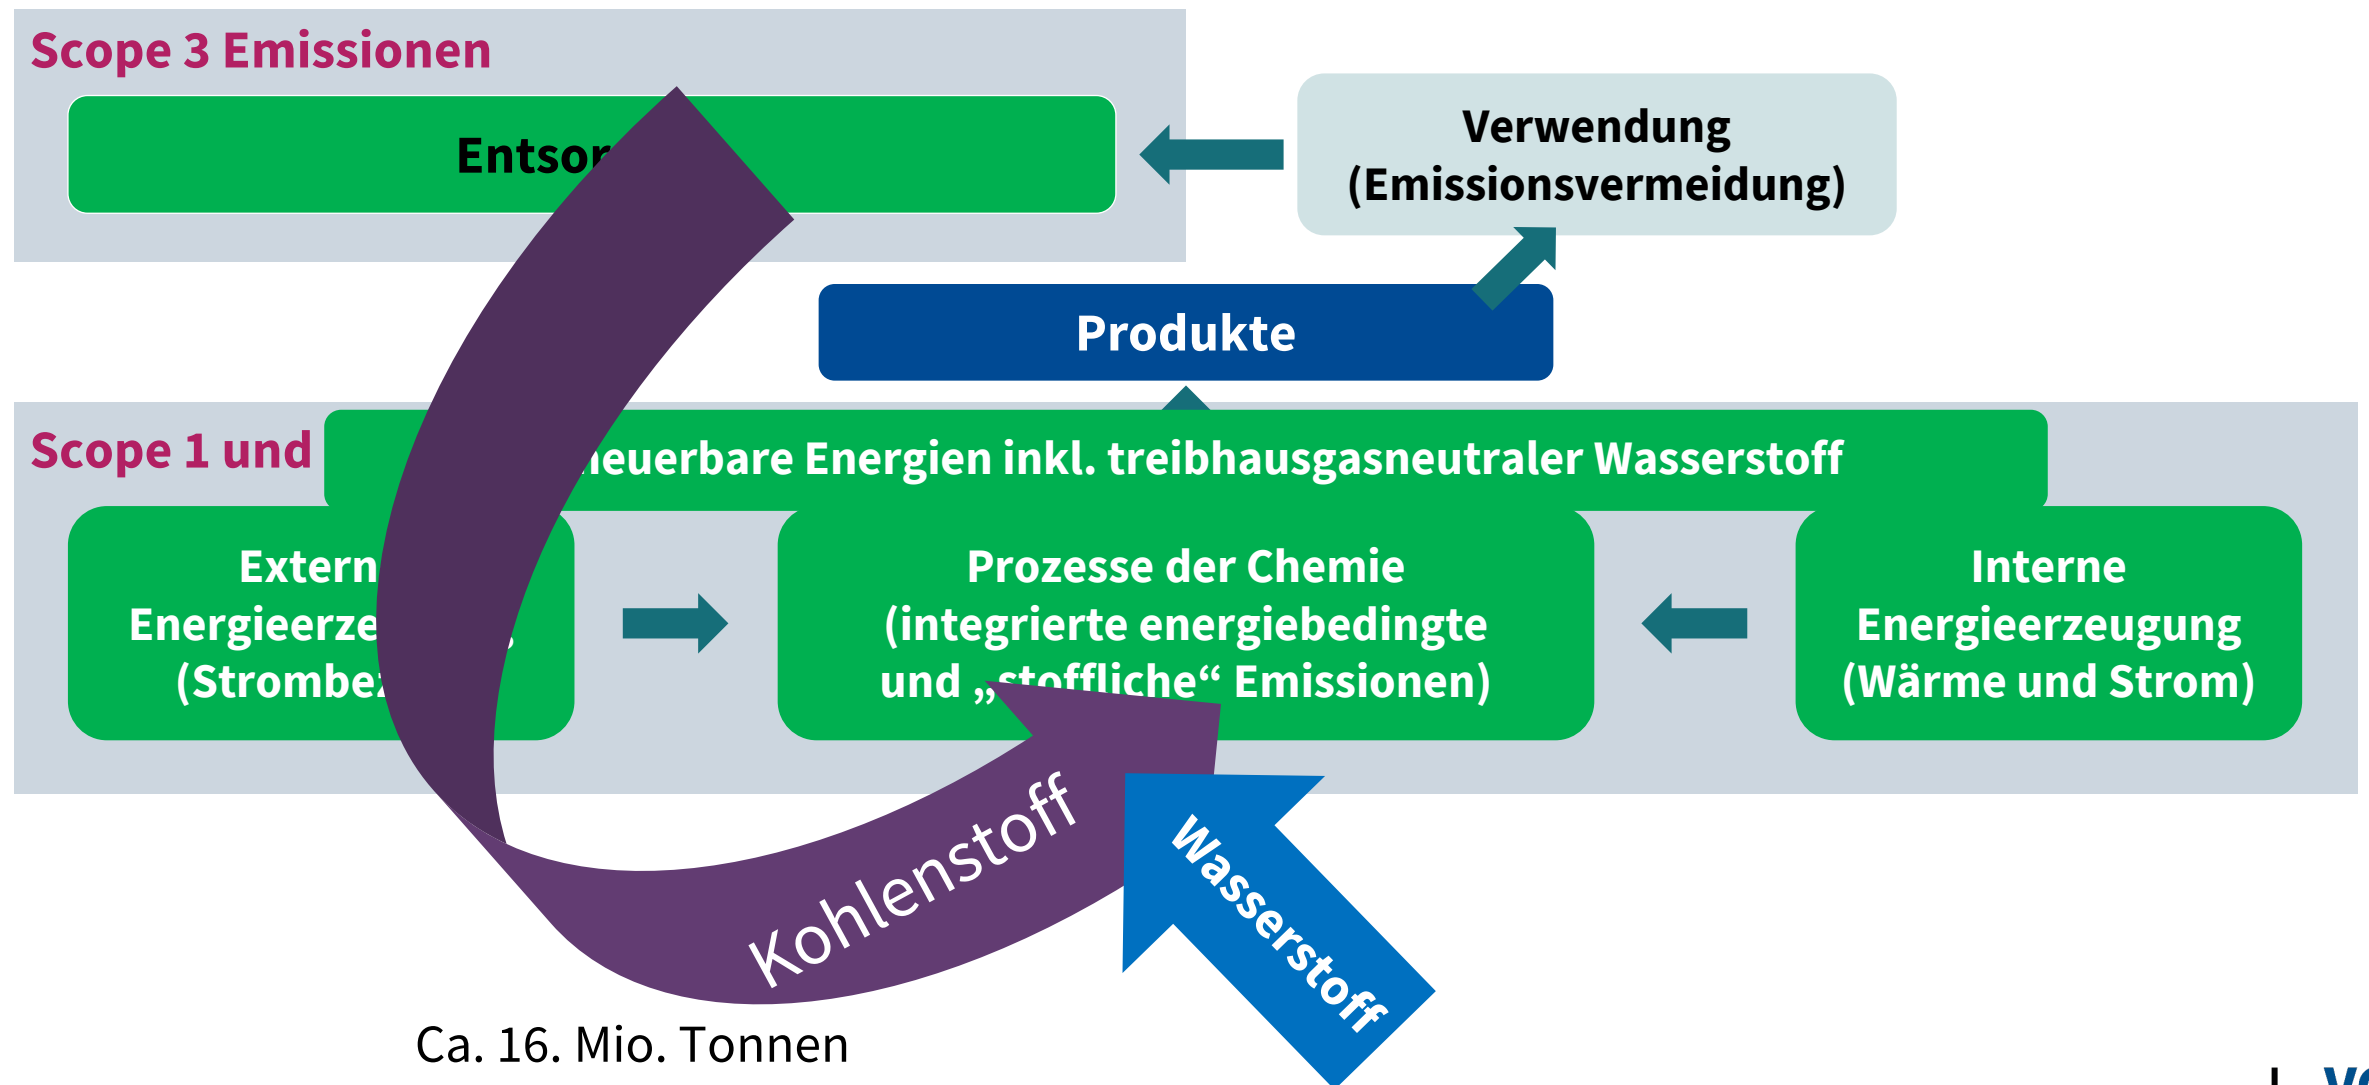 Scope 3 Emissionen
Entsor
Verwendung
(Emissionsvermeidung)
Produkte
Scope 1 und
neuerbare Energien inkl. treibhausgasneutraler Wasserstoff
Extern
Energieerze
(Strombez
Prozesse der Chemie
(integrierte energiebedingte
und „stoffliche“ Emissionen)
Interne
Energieerzeugung
(Wärme und Strom)
Kohlenstoff
Wasserstoff
Ca. 16. Mio. Tonnen